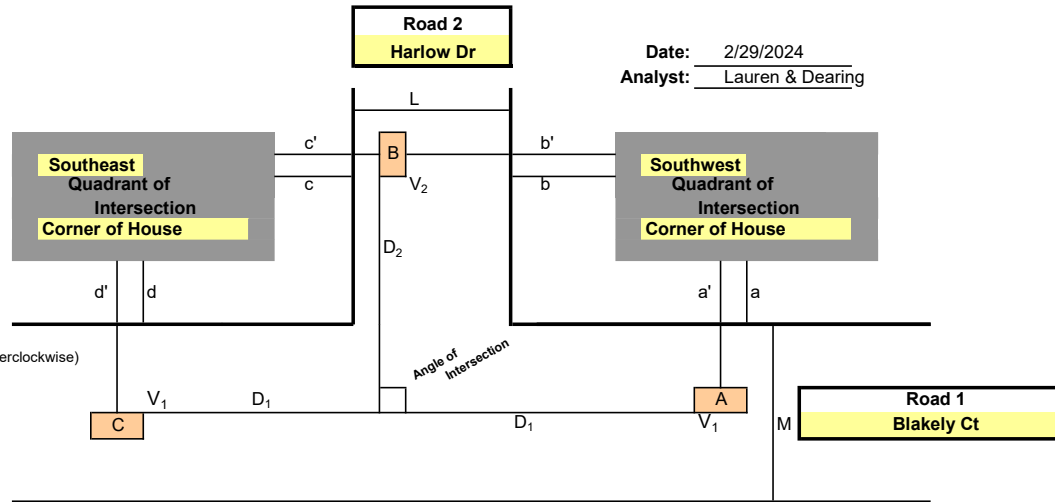 Road 2
Harlow Dr
Date: 2/29/2024
Analyst: Lauren & Dearing
L
c'
B
b'
Southeast
Quadrant of
Intersection
Corner of House
c
V2
b
Southwest
Quadrant of
Intersection
Corner of House
D2
d'
d
a'
a
erclockwise)
Angle of
Intersection
V1
D1
C
D1
A
V1
M
Road 1
Blakely Ct